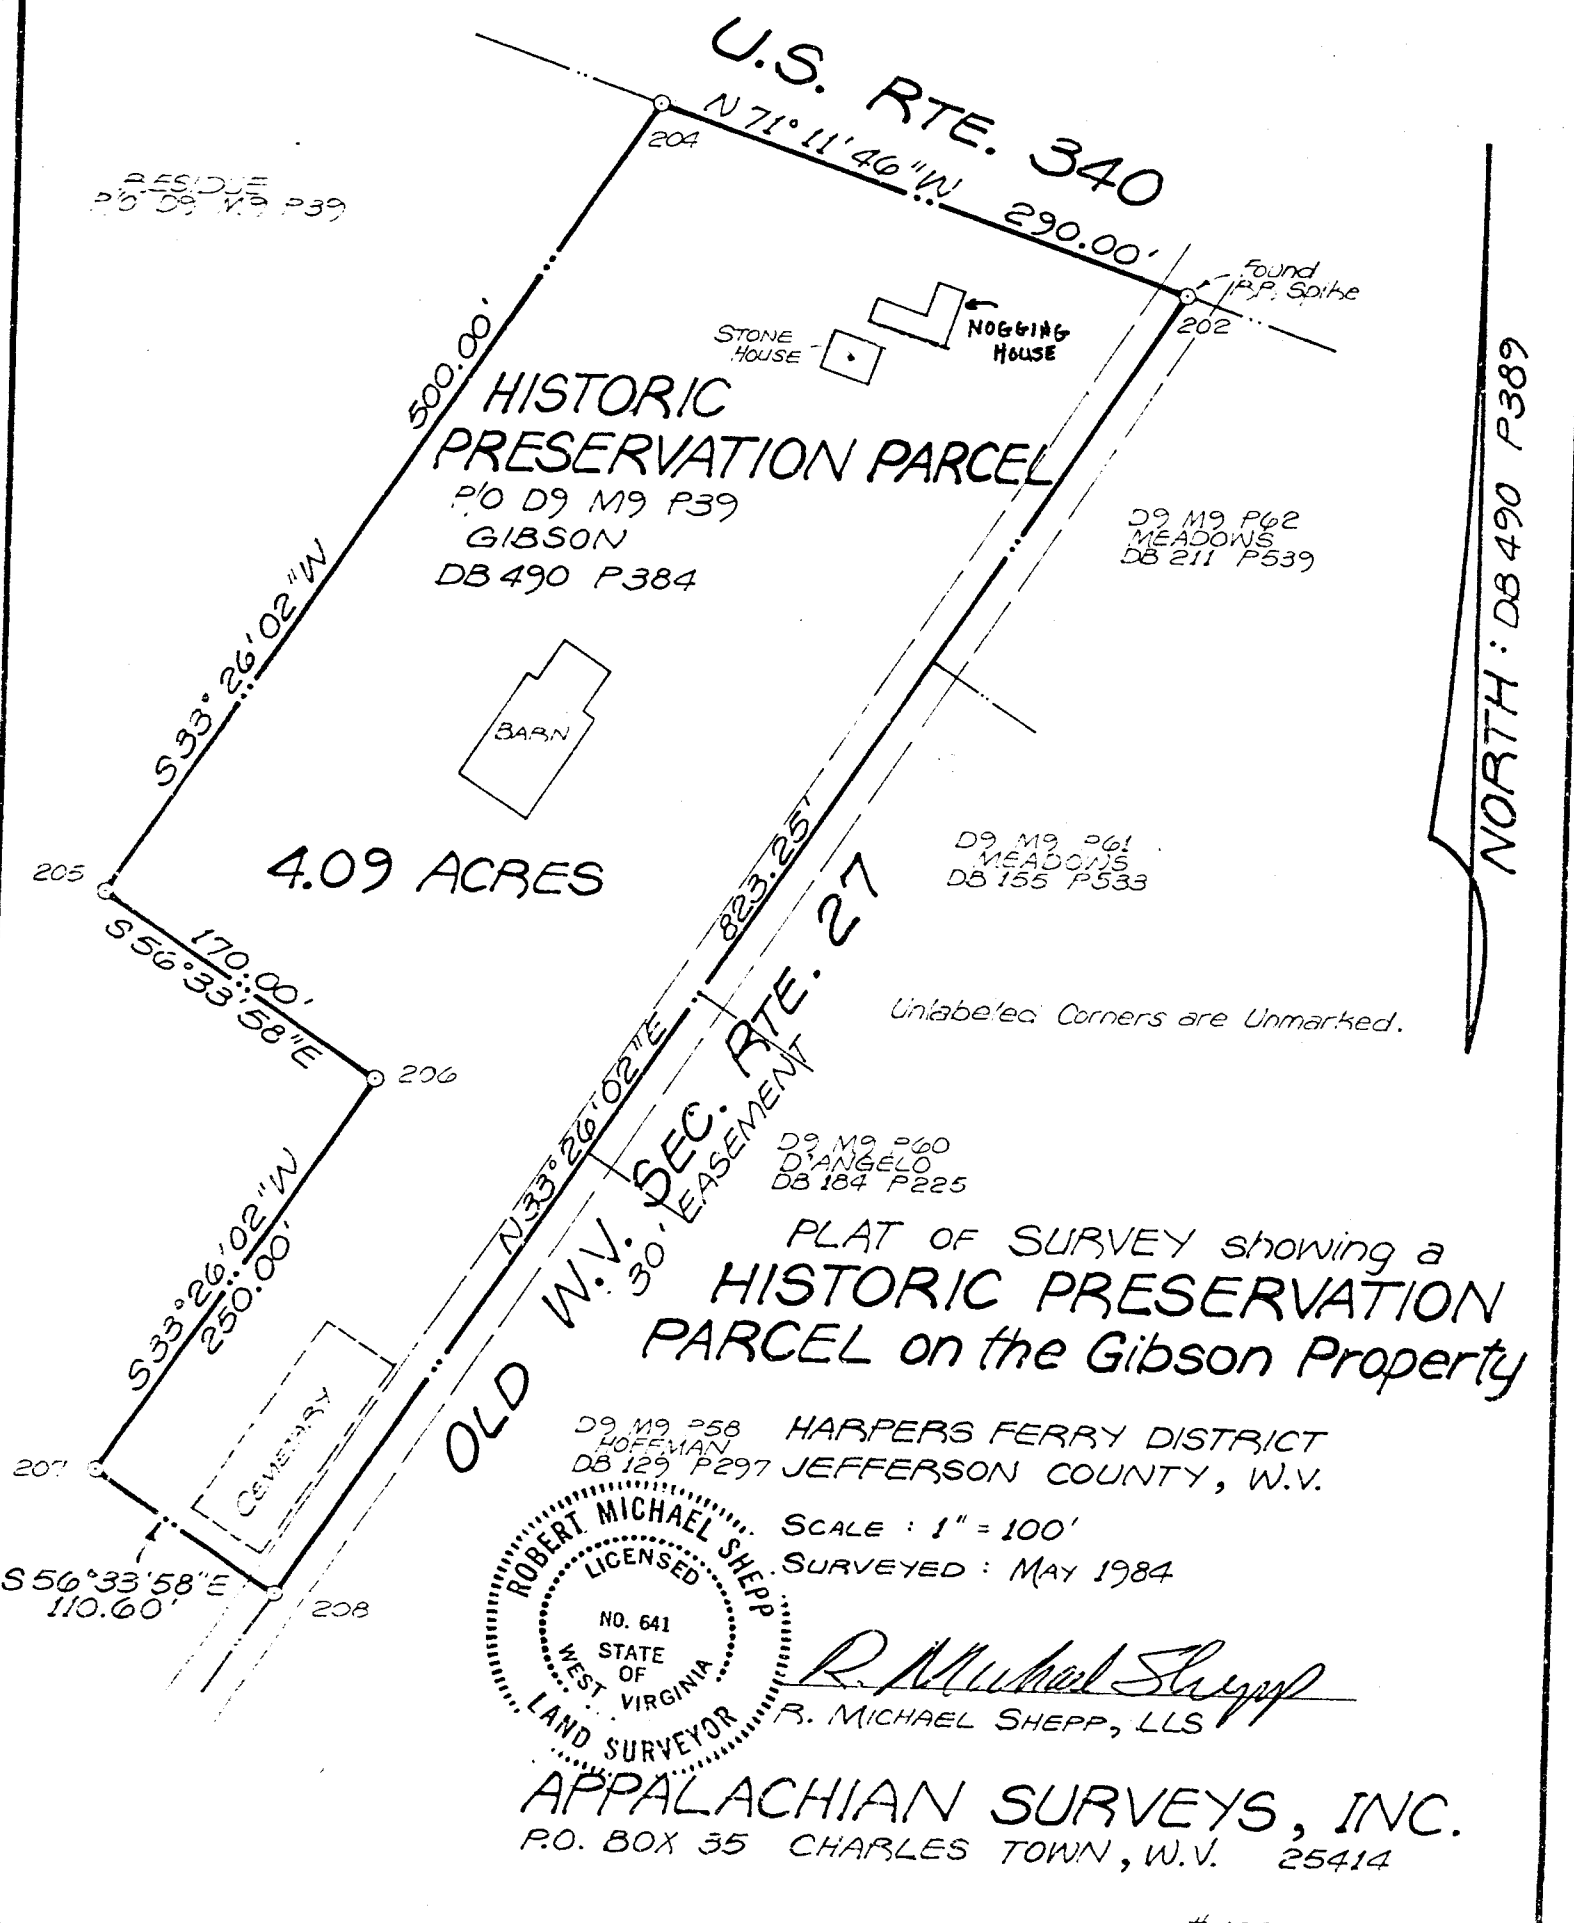 U.S. RTE. 340
N 71° 11' 46" W 290.00'
204
RESIDUE
P/O D9 M9 P39
Found
R.R. Spike
202
STONE
HOUSE
NOGGING
HOUSE
S 33° 26' 02" W 500.00'
HISTORIC
PRESERVATION PARCEL
P/O D9 M9 P39
GIBSON
DB 490 P384
D9 M9 P62
MEADOWS
DB 211 P539
NORTH : DB 490 P389
BARN
205
4.09 ACRES
D9 M9 P61
MEADOWS
DB 155 P533
170.00'
S 56° 33' 58" E
N 33° 26' 02" E 823.25'
OLD W.V. SEC. RTE. 27
30' EASEMENT
Unlabeled Corners are Unmarked.
206
D9 M9 P60
D'ANGELO
DB 184 P225
S 33° 26' 02" W
250.00'
PLAT OF SURVEY showing a
HISTORIC PRESERVATION
PARCEL on the Gibson Property
CEMETARY
207
D9 M9 P58
HOFFMAN
DB 129 P297
HARPERS FERRY DISTRICT
JEFFERSON COUNTY, W.V.
SCALE : 1" = 100'
SURVEYED : MAY 1984
S 56° 33' 58" E
110.60'
208
ROBERT MICHAEL SHEPP
LICENSED
NO. 641
STATE
OF
WEST VIRGINIA
LAND SURVEYOR
R. Michael Shepp
R. MICHAEL SHEPP, LLS
APPALACHIAN SURVEYS, INC.
P.O. BOX 35 CHARLES TOWN, W.V. 25414